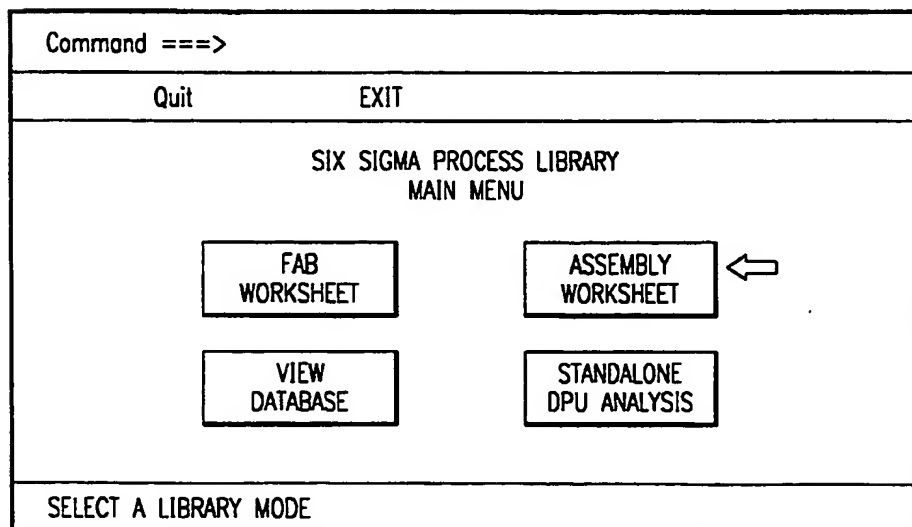 Command ===>
Quit EXIT
SIX SIGMA PROCESS LIBRARY
MAIN MENU
FAB
WORKSHEET
ASSEMBLY
WORKSHEET
VIEW
DATABASE
STANDALONE
DPU ANALYSIS
SELECT A LIBRARY MODE